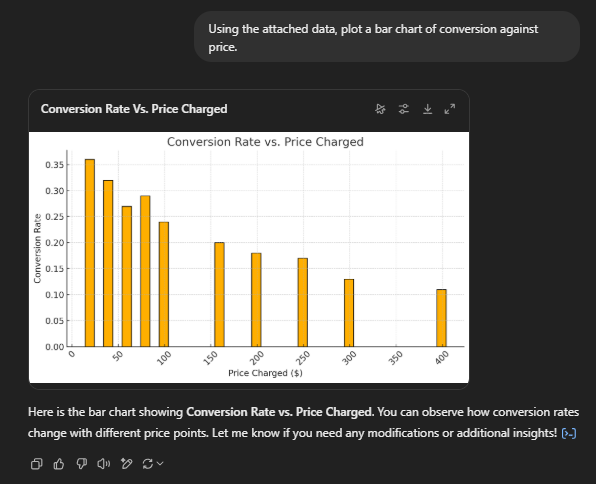 Using the attached data, plot a bar chart of conversion against
price.
Conversion Rate Vs. Price Charged
Conversion Rate vs. Price Charged
0.35
0.30
0.25
0.20
0.15
0.10
0.05
0.00
Conversion Rate
0
50
100
150
200
250
300
350
400
Price Charged ($)
Here is the bar chart showing Conversion Rate vs. Price Charged. You can observe how conversion rates
change with different price points. Let me know if you need any modifications or additional insights!